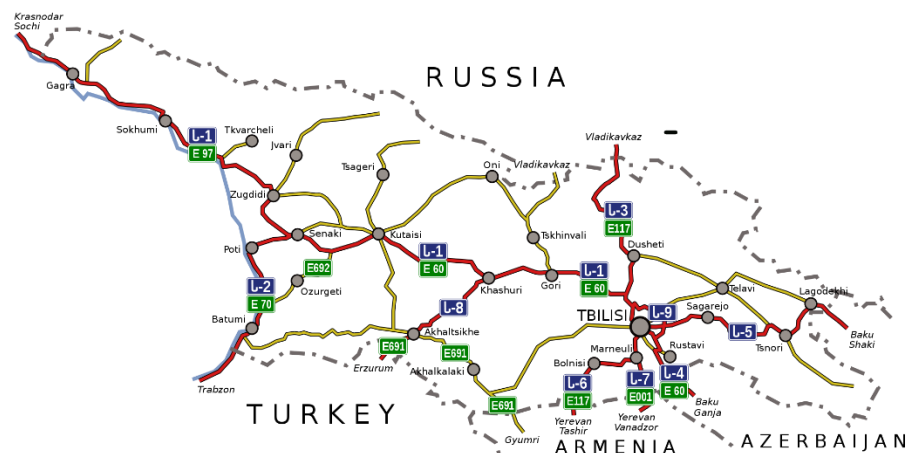 Krasnodar
Sochi
Gagra
Sokhumi
RUSSIA
Tkvarcheli
Jvari
ს-1
E 97
Zugdidi
Tsageri
Oni
Vladikavkaz
Vladikavkaz
ს-3
E117
Poti
Senaki
Kutaisi
Tskhinvali
Dusheti
E692
ს-1
E 60
ს-1
E 60
Khashuri
Gori
ს-2
E 70
Ozurgeti
Telavi
Lagodekhi
Batumi
ს-8
TBILISI
ს-9
Sagarejo
ს-5
Baku
Shaki
Tsnori
Akhaltsikhe
E691
E691
Erzurum
Akhalkalaki
Marneuli
Rustavi
Bolnisi
Trabzon
ს-6
E117
ს-7
E001
ს-4
E 60
Baku
Ganja
TURKEY
E691
Gyumri
Yerevan
Tashir
Yerevan
Vanadzor
ARMENIA
AZERBAIJAN